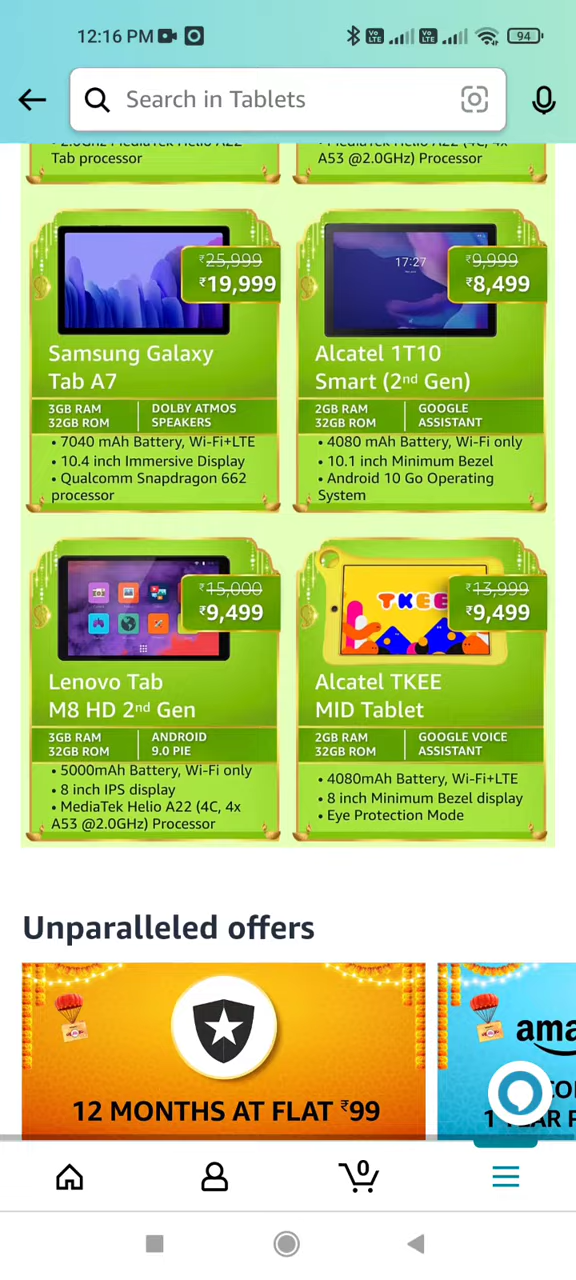 12:16 PM
Vo LTE
Vo LTE
94
Search in Tablets
Tab processor
A53 @2.0GHz) Processor
₹25,999
₹19,999
Samsung Galaxy
Tab A7
3GB RAM
32GB ROM
DOLBY ATMOS
SPEAKERS
• 7040 mAh Battery, Wi-Fi+LTE
• 10.4 inch Immersive Display
• Qualcomm Snapdragon 662
processor
17:27
₹9,999
₹8,499
Alcatel 1T10
Smart (2nd Gen)
2GB RAM
32GB ROM
GOOGLE
ASSISTANT
• 4080 mAh Battery, Wi-Fi only
• 10.1 inch Minimum Bezel
• Android 10 Go Operating
System
₹15,000
₹9,499
Lenovo Tab
M8 HD 2nd Gen
3GB RAM
32GB ROM
ANDROID
9.0 PIE
• 5000mAh Battery, Wi-Fi only
• 8 inch IPS display
• MediaTek Helio A22 (4C, 4x
A53 @2.0GHz) Processor
TKEE
₹13,999
₹9,499
Alcatel TKEE
MID Tablet
2GB RAM
32GB ROM
GOOGLE VOICE
ASSISTANT
• 4080mAh Battery, Wi-Fi+LTE
• 8 inch Minimum Bezel display
• Eye Protection Mode
Unparalleled offers
12 MONTHS AT FLAT ₹99
ama
0